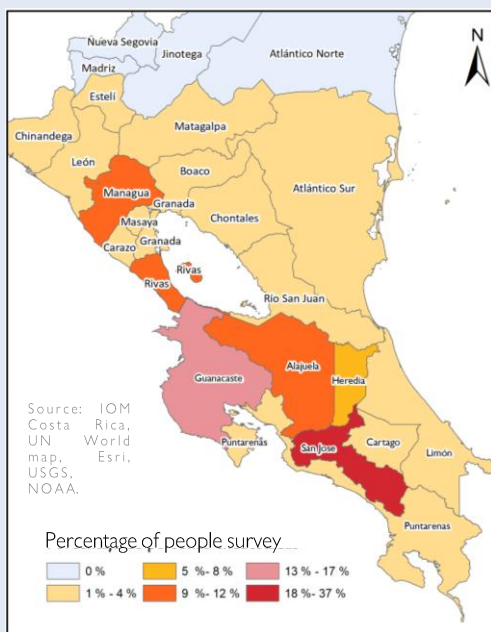 N
Nueva Segovia
Jinotega
Atlántico Norte
Madriz
Estelí
Chinandega
Matagalpa
León
Boaco
Atlántico Sur
Managua
Granada
Masaya
Chontales
Granada
Carazo
Rivas
Rivas
Río San Juan
Alajuela
Guanacaste
Heredia
Source: IOM
Costa Rica,
UN World
map, Esri,
USGS,
NOAA.
Puntarenas
San Jose
Cartago
Limón
Puntarenas
Percentage of people survey
0 %
5 %- 8 %
13 % - 17 %
1 % - 4 %
9 %- 12 %
18% - 37 %